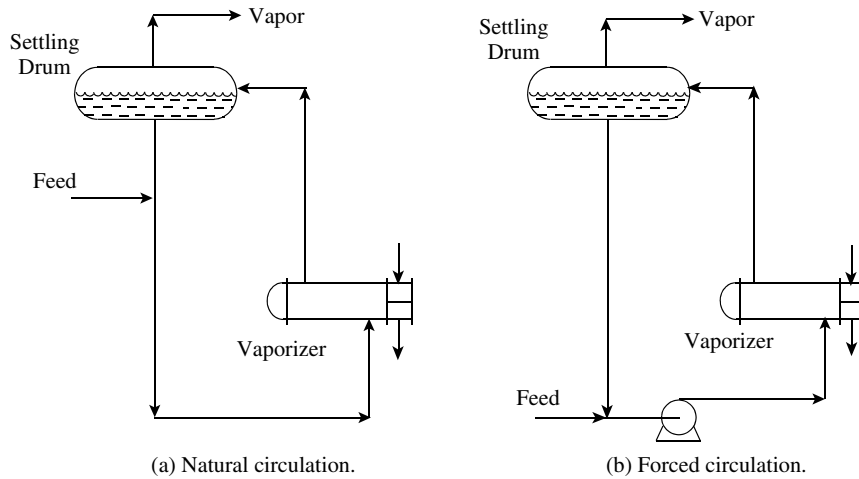 Vapor
Settling
Drum
Feed
Vaporizer
(a) Natural circulation.
Vapor
Settling
Drum
Vaporizer
Feed
(b) Forced circulation.